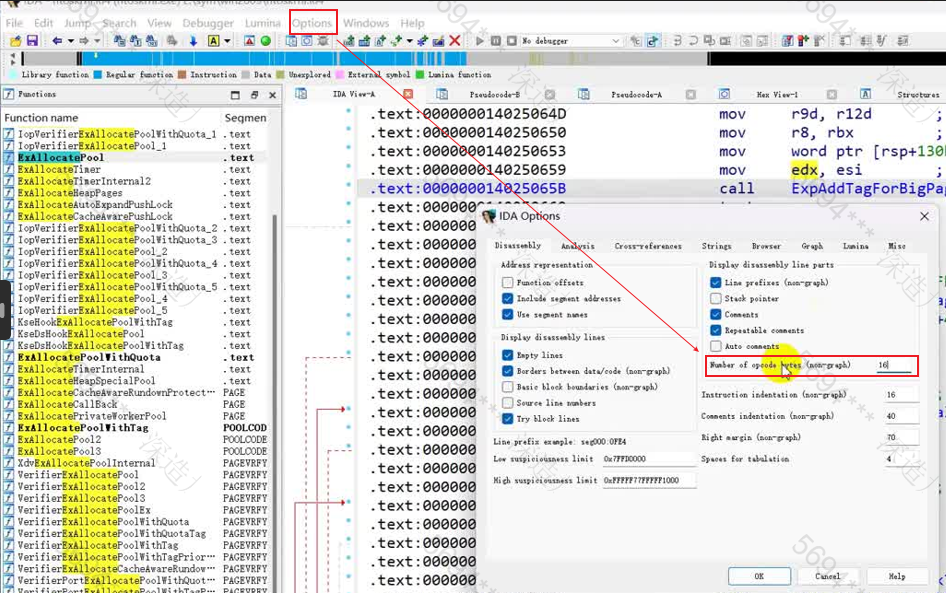 File Edit Jump Search View Debugger Lumina Options Windows Help
No debugger
Library function Regular function Instruction Data Unexplored External symbol Lumina function
Functions
IDA View-A Pseudocode-B Pseudocode-A Hex View-1 Structures
Function name Segmen
IopVerifierExAllocatePoolWithQuota_1 .text
IopVerifierExAllocatePool_1 .text
ExAllocatePool .text
ExAllocateTimer .text
ExAllocateTimerInternal2 .text
ExAllocateHeapPages .text
ExAllocateAutoExpandPushLock .text
ExAllocateCacheAwarePushLock .text
IopVerifierExAllocatePoolWithQuota_2 .text
IopVerifierExAllocatePoolWithQuota_3 .text
IopVerifierExAllocatePool_2 .text
IopVerifierExAllocatePoolWithQuota_4 .text
IopVerifierExAllocatePool_3 .text
IopVerifierExAllocatePoolWithQuota_5 .text
IopVerifierExAllocatePool_4 .text
IopVerifierExAllocatePool_5 .text
KseHookExAllocatePoolWithTag .text
KseDsHookExAllocatePool .text
KseDsHookExAllocatePoolWithTag .text
ExAllocatePoolWithQuota .text
ExAllocateTimerInternal .text
ExAllocateHeapSpecialPool .text
ExAllocateCacheAwareRundownProtect… PAGE
ExAllocateCallBack PAGE
ExAllocatePrivateWorkerPool PAGE
ExAllocatePoolWithTag POOLCOD
ExAllocatePool2 POOLCODE
ExAllocatePool3 POOLCODE
XdvExAllocatePoolInternal PAGEVRFY
VerifierExAllocatePool PAGEVRFY
VerifierExAllocatePool2 PAGEVRFY
VerifierExAllocatePool3 PAGEVRFY
VerifierExAllocatePoolEx PAGEVRFY
VerifierExAllocatePoolWithQuota PAGEVRFY
VerifierExAllocatePoolWithQuotaTag PAGEVRFY
VerifierExAllocatePoolWithTag PAGEVRFY
VerifierExAllocatePoolWithTagPrior… PAGEVRFY
VerifierExAllocateCacheAwareRundow… PAGEVRFY
VerifierPortExAllocatePoolWithQuot… PAGEVRFY
VerifierPortExAllocatePoolWithTag… PAGEVRFY
.text:000000014025064D mov r9d, r12d ;
.text:0000000140250650 mov r8, rbx ;
.text:0000000140250653 mov word ptr [rsp+130
.text:0000000140250659 mov edx, esi ;
.text:000000014025065B call ExpAddTagForBigPa
IDA Options
Disassembly Analysis Cross-references Strings Browser Graph Lumina Misc
Address representation
Function offsets
Include segment addresses
Use segment names
Display disassembly lines
Empty lines
Borders between data/code (non-graph)
Basic block boundaries (non-graph)
Source line numbers
Try block lines
Line prefix example: seg000:0FE4
Low suspiciousness limit 0x7FFD0000
High suspiciousness limit 0xFFFFF77FFFFF1000
Display disassembly line parts
Line prefixes (non-graph)
Stack pointer
Comments
Repeatable comments
Auto comments
Number of opcode bytes (non-graph) 16
Instruction indentation (non-graph) 16
Comments indentation (non-graph) 40
Right margin (non-graph) 70
Spaces for tabulation 4
OK Cancel Help